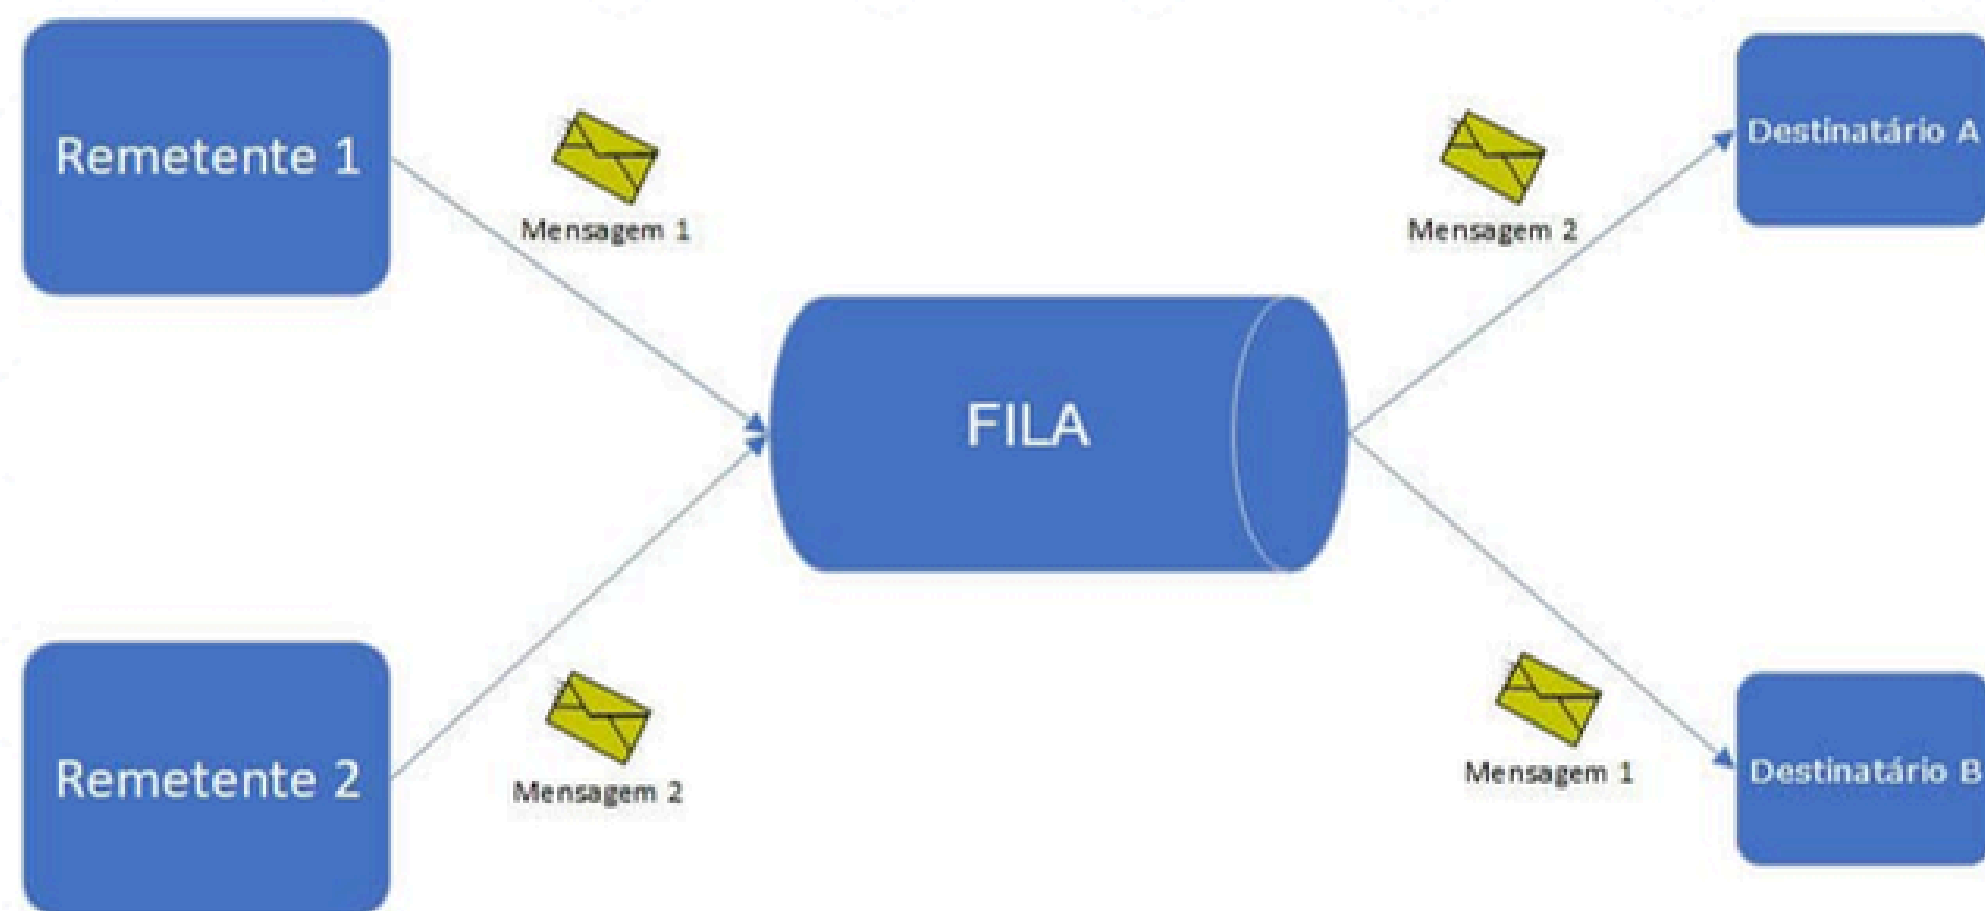 Remetente 1
Mensagem 1
Mensagem 2
Destinatário A
FILA
Remetente 2
Mensagem 2
Mensagem 1
Destinatário B